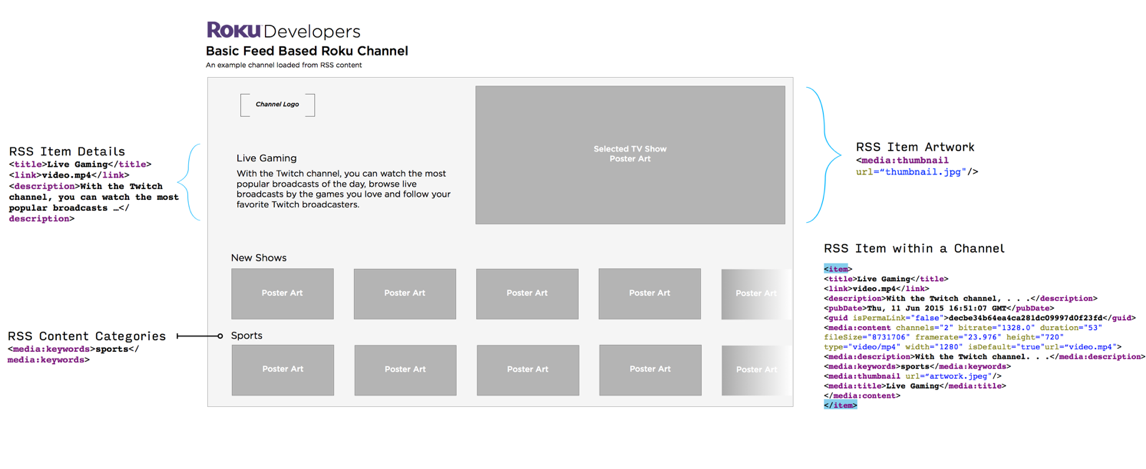 ROKU Developers
Basic Feed Based Roku Channel
An example channel loaded from RSS content
Channel Logo
Selected TV Show
Poster Art
Live Gaming
With the Twitch channel, you can watch the most
popular broadcasts of the day, browse live
broadcasts by the games you love and follow your
favorite Twitch broadcasters.
New Shows
Poster Art
Poster Art
Poster Art
Poster Art
Poster Art
Sports
Poster Art
Poster Art
Poster Art
Poster Art
Poster Art
RSS Item Details
<title>Live Gaming</title>
<link>video.mp4</link>
<description>With the Twitch
channel, you can watch the most
popular broadcasts …</
description>
RSS Content Categories
<media:keywords>sports</
media:keywords>
RSS Item Artwork
<media:thumbnail
url=“thumbnail.jpg"/>
RSS Item within a Channel
<item>
<title>Live Gaming</title>
<link>video.mp4</link>
<description>With the Twitch channel, . . .</description>
<pubDate>Thu, 11 Jun 2015 16:51:07 GMT</pubDate>
<guid isPermaLink="false">decbe34b64ea4ca281dc09997d0f23fd</guid>
<media:content channels="2" bitrate="1328.0" duration="53"
fileSize="8731706" framerate="23.976" height="720"
type="video/mp4" width="1280" isDefault="true"url=“video.mp4">
<media:description>With the Twitch channel. . .</media:description>
<media:keywords>sports</media:keywords>
<media:thumbnail url=“artwork.jpeg"/>
<media:title>Live Gaming</media:title>
</media:content>
</item>